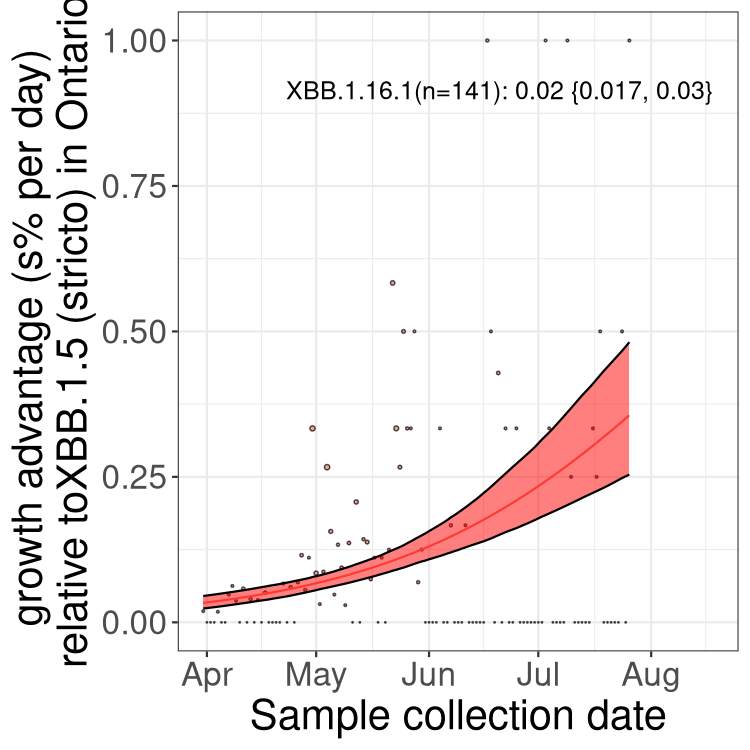 growth advantage (s% per day)
relative toXBB.1.5 (stricto) in Ontario
1.00
0.75
0.50
0.25
0.00
XBB.1.16.1(n=141): 0.02 {0.017, 0.03}
Apr May Jun Jul Aug
Sample collection date